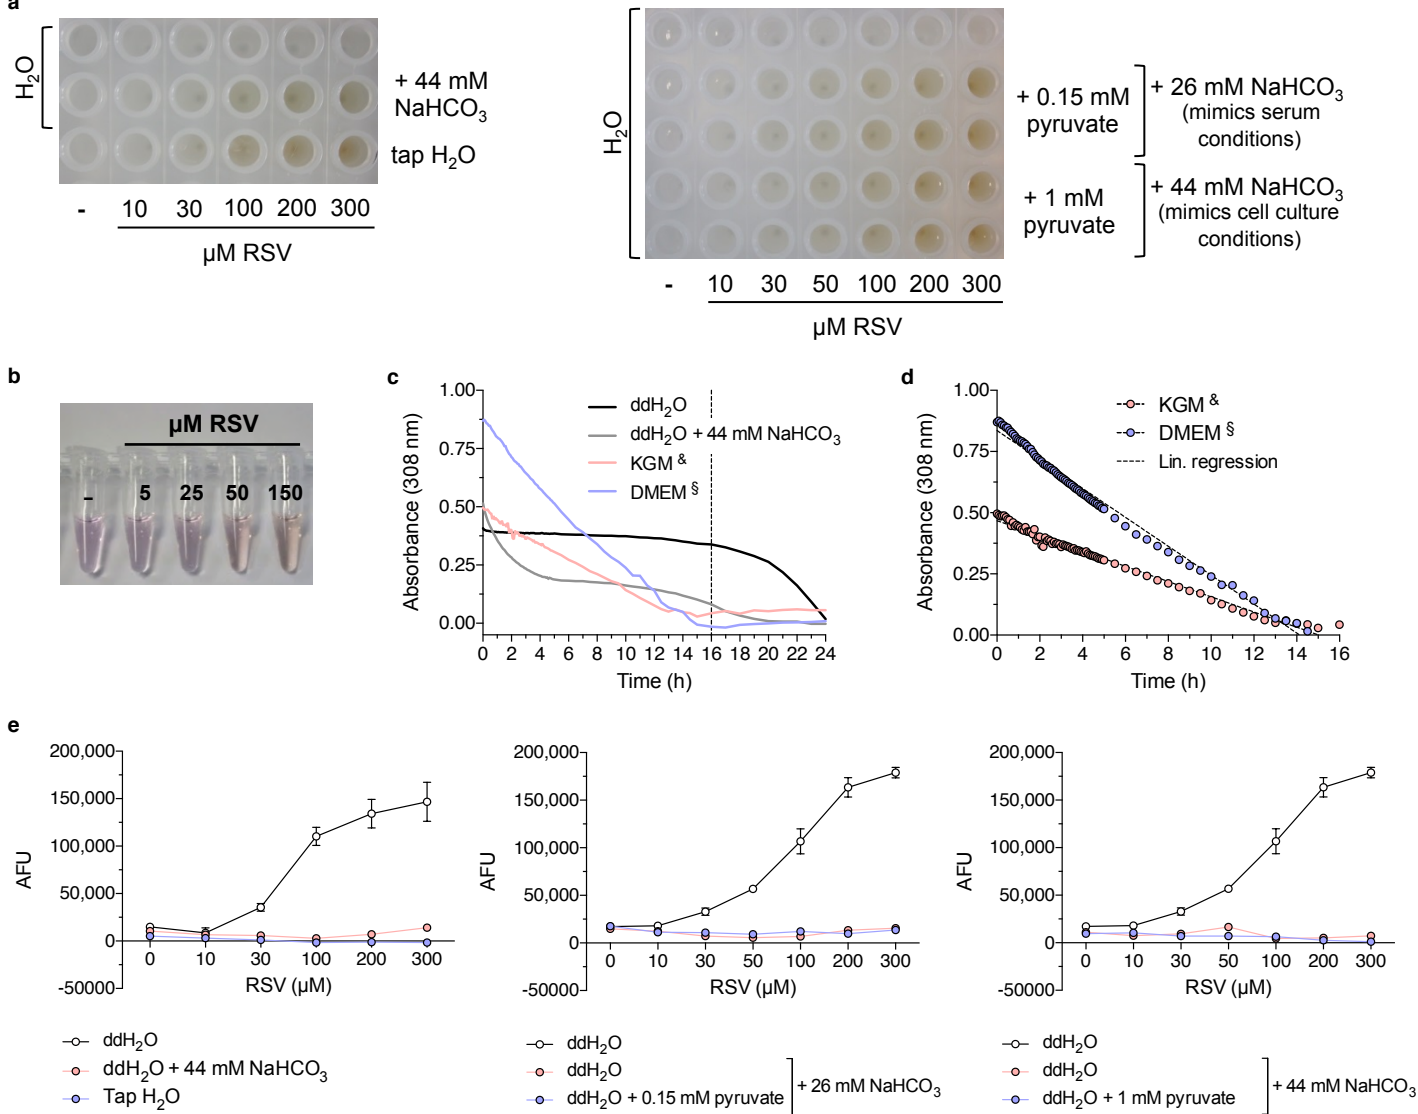 a
H2O
+ 44 mM
NaHCO3
tap H2O
- 10 30 100 200 300
µM RSV
H2O
+ 0.15 mM
pyruvate
+ 26 mM NaHCO3
(mimics serum
conditions)
+ 1 mM
pyruvate
+ 44 mM NaHCO3
(mimics cell culture
conditions)
- 10 30 50 100 200 300
µM RSV
b
µM RSV
– 5 25 50 150
c
1.00
0.75
0.50
0.25
0.00
Absorbance (308 nm)
ddH2O
ddH2O + 44 mM NaHCO3
KGM &
DMEM §
0 2 4 6 8 10 12 14 16 18 20 22 24
Time (h)
d
1.00
0.75
0.50
0.25
0.00
Absorbance (308 nm)
KGM &
DMEM §
Lin. regression
0 2 4 6 8 10 12 14 16
Time (h)
e
200,000
150,000
100,000
50,000
0
-50000
AFU
0 10 30 100 200 300
RSV (µM)
ddH2O
ddH2O + 44 mM NaHCO3
Tap H2O
200,000
150,000
100,000
50,000
0
-50000
AFU
0 10 30 50 100 200 300
RSV (µM)
ddH2O
ddH2O
ddH2O + 0.15 mM pyruvate
+ 26 mM NaHCO3
200,000
150,000
100,000
50,000
0
-50000
AFU
0 10 30 50 100 200 300
RSV (µM)
ddH2O
ddH2O
ddH2O + 1 mM pyruvate
+ 44 mM NaHCO3